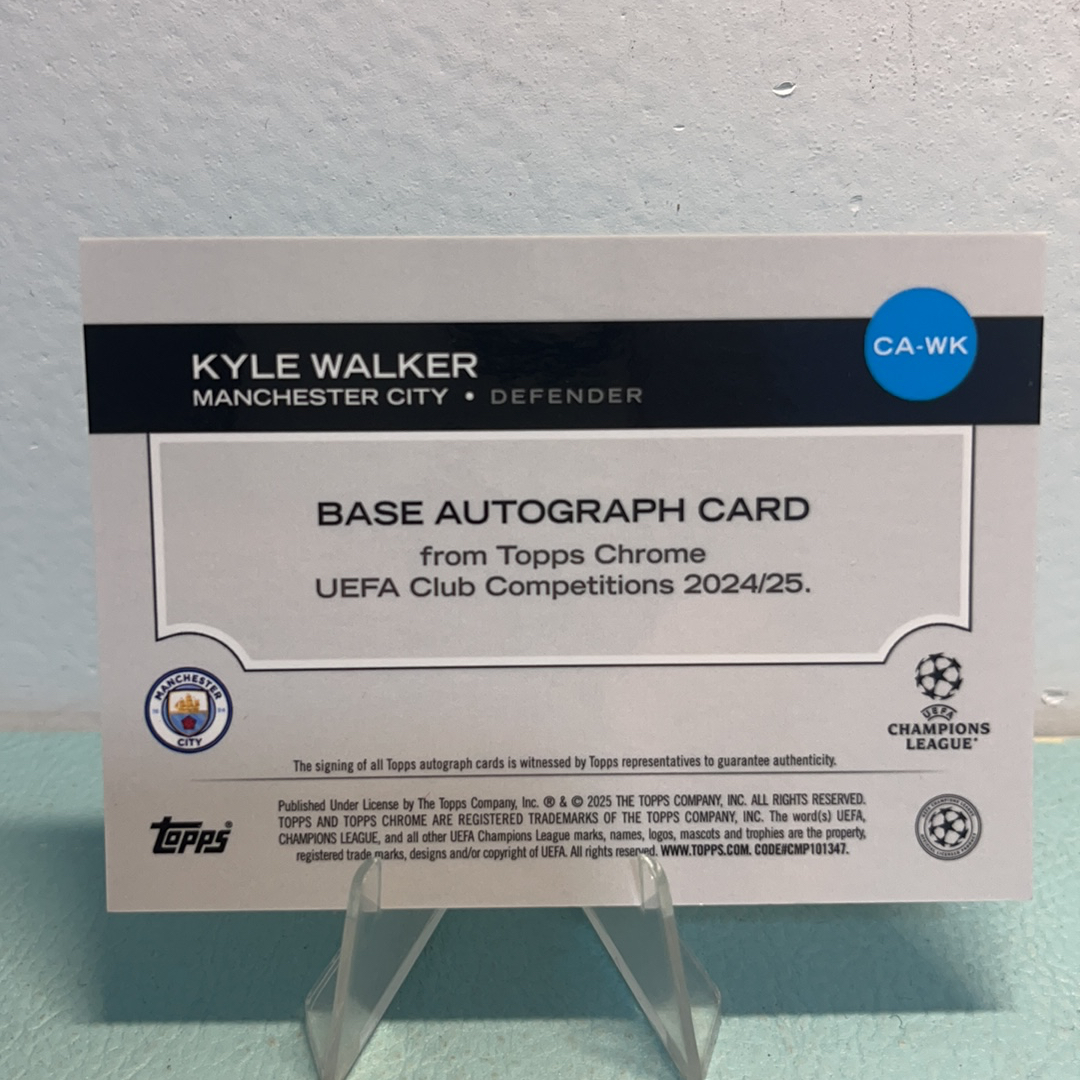 KYLE WALKER
MANCHESTER CITY • DEFENDER
CA-WK
BASE AUTOGRAPH CARD
from Topps Chrome
UEFA Club Competitions 2024/25.
MANCHESTER
CITY
UEFA
CHAMPIONS
LEAGUE
The signing of all Topps autograph cards is witnessed by Topps representatives to guarantee authenticity.
topps®
Published Under License by The Topps Company, Inc. ® & © 2025 THE TOPPS COMPANY, INC. ALL RIGHTS RESERVED.
TOPPS AND TOPPS CHROME ARE REGISTERED TRADEMARKS OF THE TOPPS COMPANY, INC. The word(s) UEFA,
CHAMPIONS LEAGUE, and all other UEFA Champions League marks, names, logos, mascots and trophies are the property,
registered trade marks, designs and/or copyright of UEFA. All rights reserved. WWW.TOPPS.COM. CODE#CMP101347.